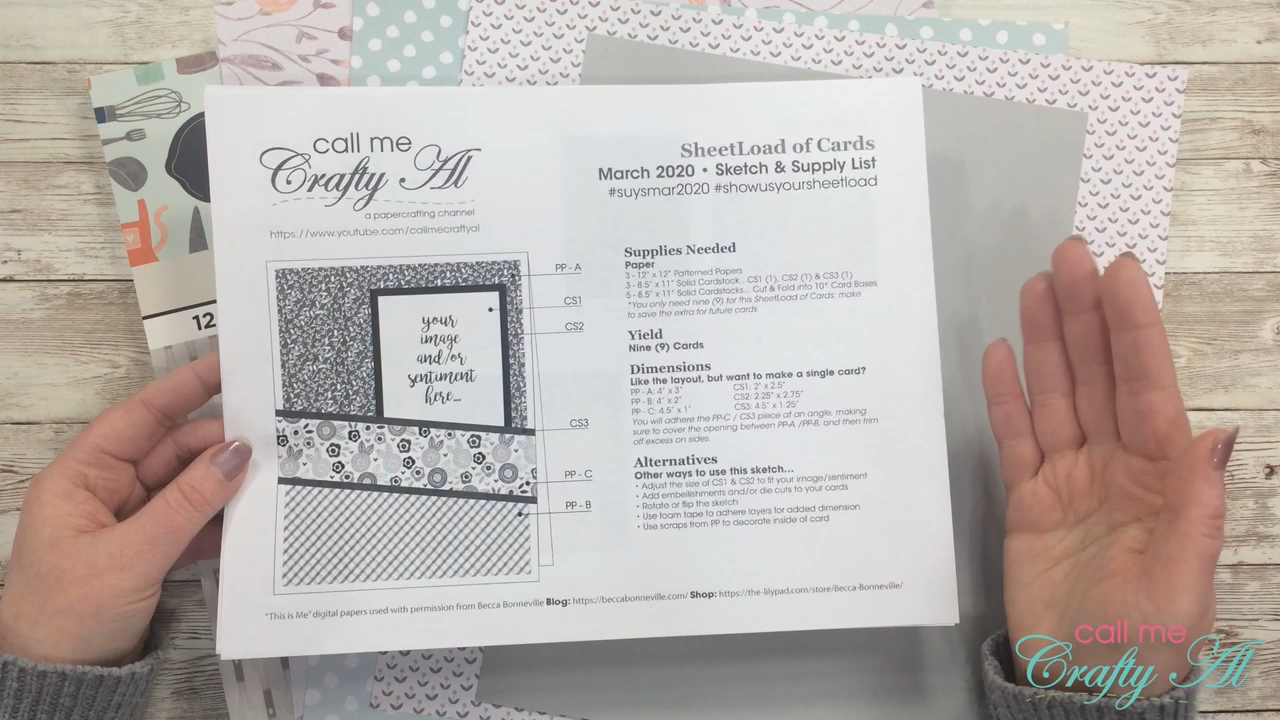 call me
Crafty Al
a papercrafting channel
https://www.youtube.com/callmecraftyal
SheetLoad of Cards
March 2020 • Sketch & Supply List
#suysmar2020 #showusyoursheetload
PP - A
CS1
CS2
CS3
PP - C
PP - B
your
image
and/or
sentiment
here...
Supplies Needed
Paper
3 - 12" x 12" Patterned Papers
3 - 8.5" x 11" Solid Cardstock...CS1 (1), CS2 (1) & CS3 (1)
5 - 8.5" x 11" Solid Cardstocks... Cut & Fold into 10* Card Bases
*You only need nine (9) for this SheetLoad of Cards; make
to save the extra for future cards.
Yield
Nine (9) Cards
Dimensions
Like the layout, but want to make a single card?
PP - A: 4" x 3" CS1: 2" x 2.5"
PP - B: 4" x 2" CS2: 2.25" x 2.75"
PP - C: 4.5" x 1" CS3: 4.5" x 1.25"
You will adhere the PP-C / CS3 piece at an angle, making
sure to cover the opening between PP-A /PP-B, and then trim
off excess on sides.
Alternatives
Other ways to use this sketch...
• Adjust the size of CS1 & CS2 to fit your image/sentiment
• Add embellishments and/or die cuts to your cards
• Rotate or flip the sketch
• Use foam tape to adhere layers for added dimension
• Use scraps from PP to decorate inside of card
"This is Me" digital papers used with permission from Becca Bonneville Blog: https://beccabonneville.com/ Shop: https://the-lilypad.com/store/Becca-Bonneville/
12
call me
Crafty Al